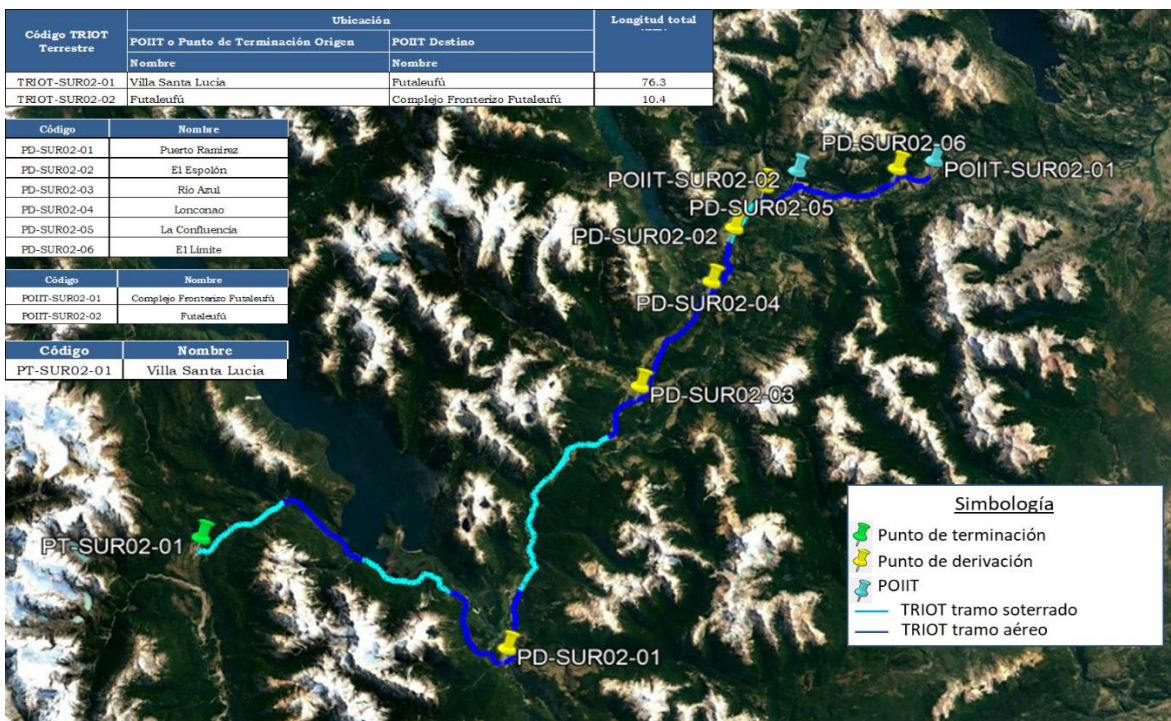 Código TRIOT Terrestre
Ubicación
Longitud total
POIIT o Punto de Terminación Origen
POIIT Destino
Nombre
Nombre
TRIOT-SUR02-01 Villa Santa Lucía Futaleufú 76.3
TRIOT-SUR02-02 Futaleufú Complejo Fronterizo Futaleufú 10.4
Código Nombre
PD-SUR02-01 Puerto Ramírez
PD-SUR02-02 El Espolón
PD-SUR02-03 Río Azul
PD-SUR02-04 Lonconao
PD-SUR02-05 La Confluencia
PD-SUR02-06 El Límite
Código Nombre
POIIT-SUR02-01 Complejo Fronterizo Futaleufú
POIIT-SUR02-02 Futaleufú
Código Nombre
PT-SUR02-01 Villa Santa Lucía
PD-SUR02-06
POIIT-SUR02-01
POIIT-SUR02-02
PD-SUR02-05
PD-SUR02-02
PD-SUR02-04
PD-SUR02-03
PT-SUR02-01
PD-SUR02-01
Simbología
Punto de terminación
Punto de derivación
POIIT
TRIOT tramo soterrado
TRIOT tramo aéreo